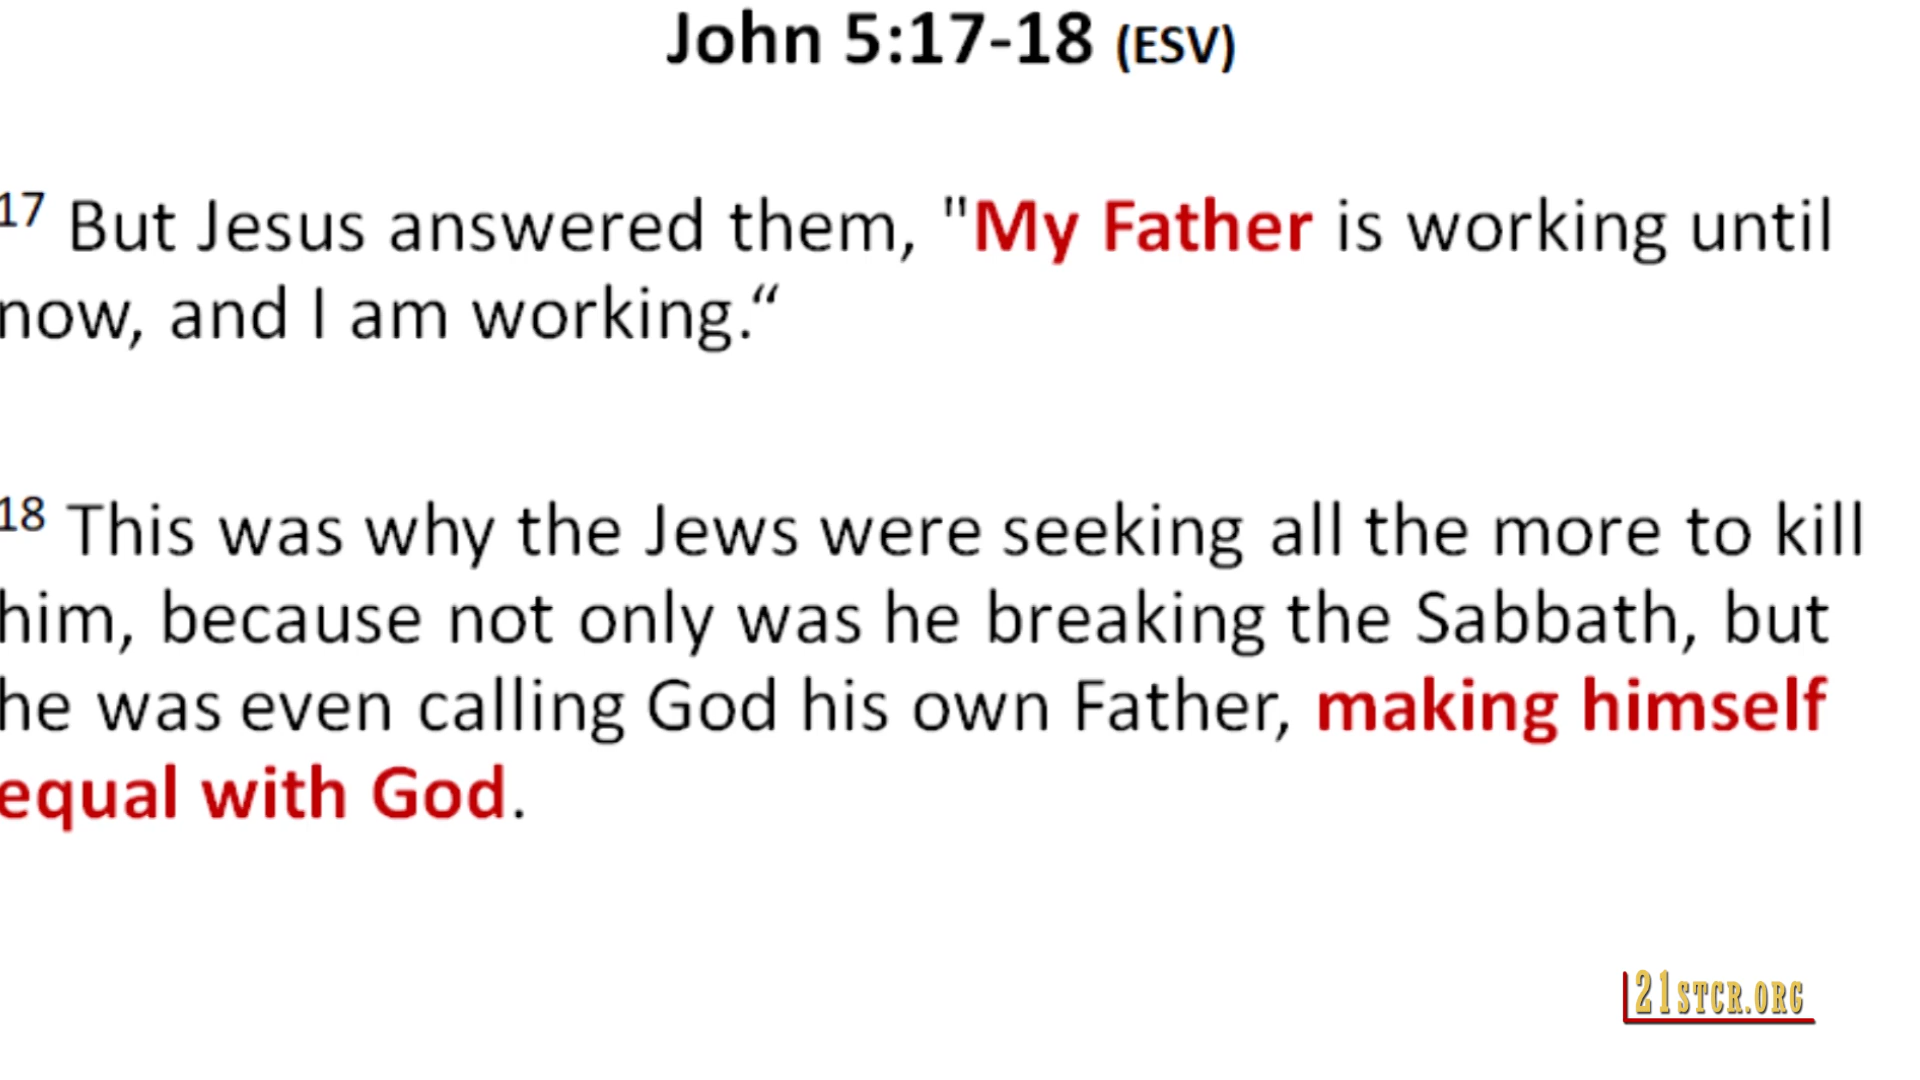 John 5:17-18 (ESV)
17 But Jesus answered them, "My Father is working until
now, and I am working.“
18 This was why the Jews were seeking all the more to kill
him, because not only was he breaking the Sabbath, but
he was even calling God his own Father, making himself
equal with God.
21STCR.ORG